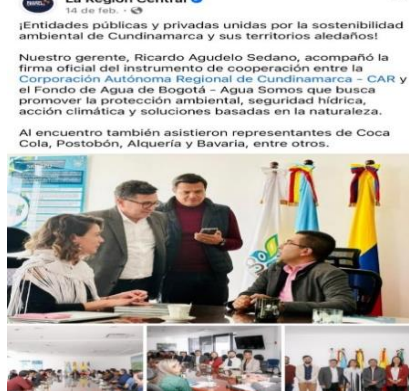 La Región Central
14 de feb.
¡Entidades públicas y privadas unidas por la sostenibilidad
ambiental de Cundinamarca y sus territorios aledaños!
Nuestro gerente, Ricardo Agudelo Sedano, acompañó la
firma oficial del instrumento de cooperación entre la
Corporación Autónoma Regional de Cundinamarca - CAR y
el Fondo de Agua de Bogotá - Agua Somos que busca
promover la protección ambiental, seguridad hídrica,
acción climática y soluciones basadas en la naturaleza.
Al encuentro también asistieron representantes de Coca
Cola, Postobón, Alquería y Bavaria, entre otros.